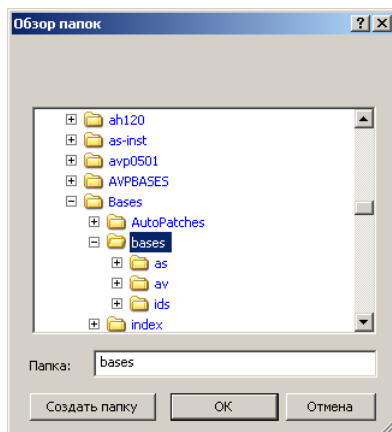 Обзор папок
ah120
as-inst
avp0501
AVPBASES
Bases
AutoPatches
bases
as
av
ids
index
Папка: bases
Создать папку ОК Отмена